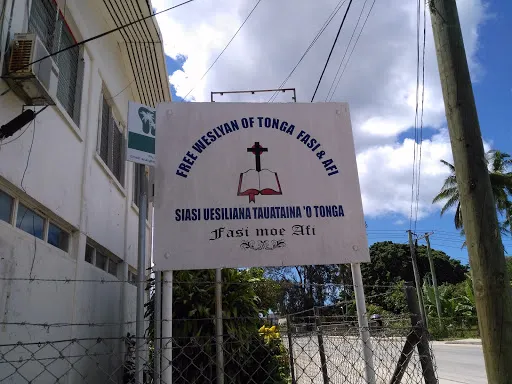 FREE WESLYAN OF TONGA FASI & AFI
SIASI UESILIANA TAUATAINA 'O TONGA
Fasi moe Afi